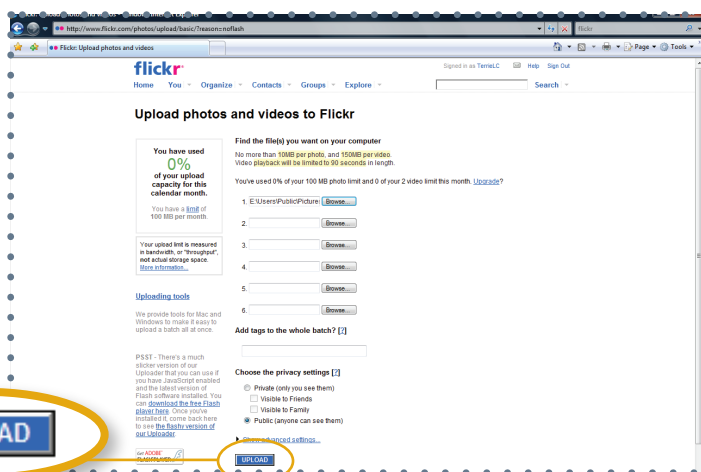 http://www.flickr.com/photos/upload/basic/?reason=noflash
flickr
Flickr: Upload photos and videos
Page
Tools
flickr
Signed in as TerrieLC
Help
Sign Out
Home
You
Organize
Contacts
Groups
Explore
Search
Upload photos and videos to Flickr
You have used
0%
of your upload
capacity for this
calendar month.
You have a limit of
100 MB per month.
Your upload limit is measured
in bandwidth, or "throughput",
not actual storage space.
More information...
Uploading tools
We provide tools for Mac and
Windows to make it easy to
upload a batch all at once.
PSST - There's a much
slicker version of our
Uploader that you can use if
you have JavaScript enabled
and the latest version of
Flash software installed. You
can download the free Flash
player here. Once you've
installed it, come back here
to see the flashy version of
our Uploader.
Get ADOBE
FLASH PLAYER
Find the file(s) you want on your computer
No more than 10MB per photo, and 150MB per video.
Video playback will be limited to 90 seconds in length.
You've used 0% of your 100 MB photo limit and 0 of your 2 video limit this month. Upgrade?
1. E:\Users\Public\Pictures Browse...
2. Browse...
3. Browse...
4. Browse...
5. Browse...
6. Browse...
Add tags to the whole batch? [?]
Choose the privacy settings [?]
Private (only you see them)
Visible to Friends
Visible to Family
Public (anyone can see them)
Show advanced settings...
UPLOAD
AD